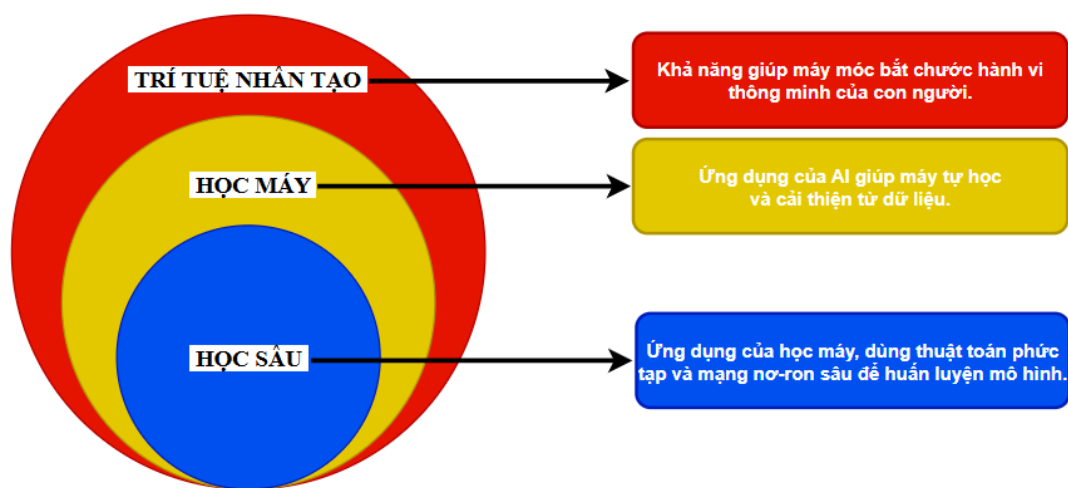 TRÍ TUỆ NHÂN TẠO
Khả năng giúp máy móc bắt chước hành vi
thông minh của con người.
HỌC MÁY
Ứng dụng của AI giúp máy tự học
và cải thiện từ dữ liệu.
HỌC SÂU
Ứng dụng của học máy, dùng thuật toán phức
tạp và mạng nơ-ron sâu để huấn luyện mô hình.